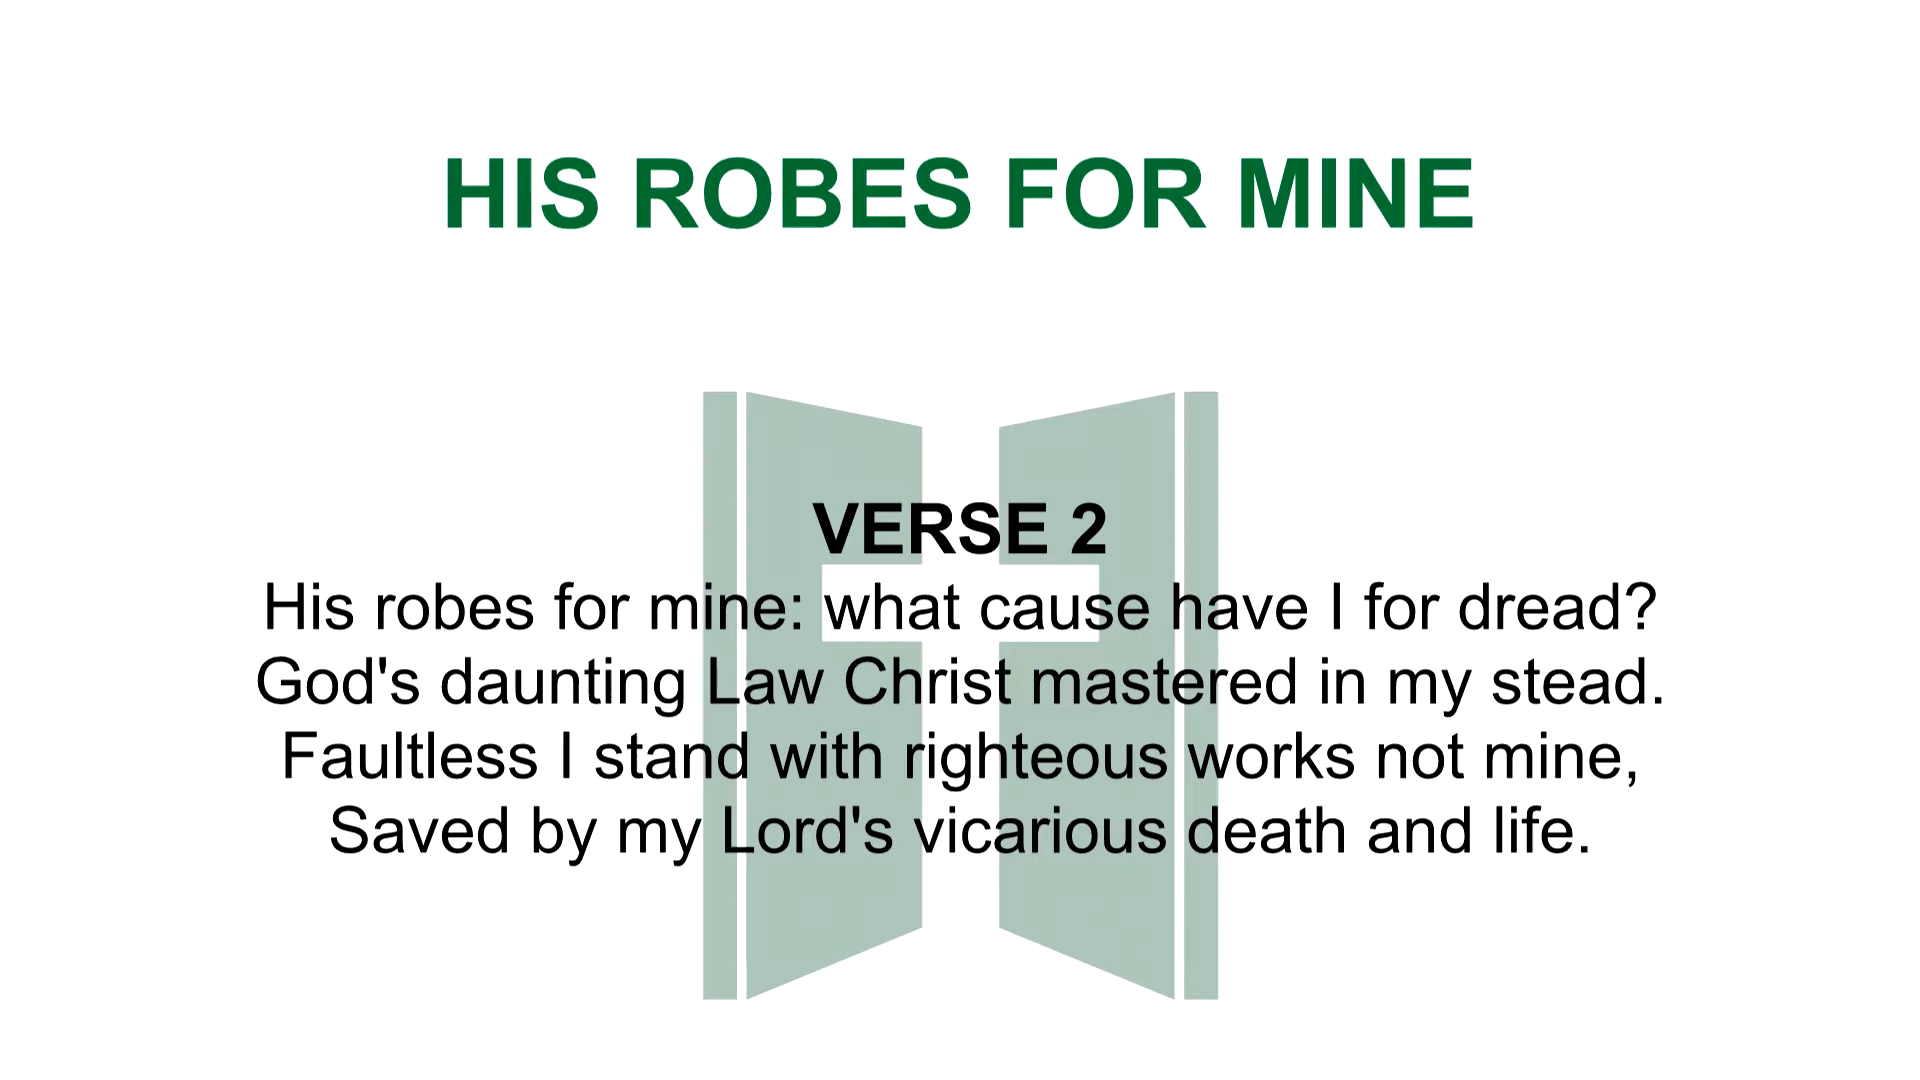 HIS ROBES FOR MINE
VERSE 2
His robes for mine: what cause have I for dread?
God's daunting Law Christ mastered in my stead.
Faultless I stand with righteous works not mine,
Saved by my Lord's vicarious death and life.